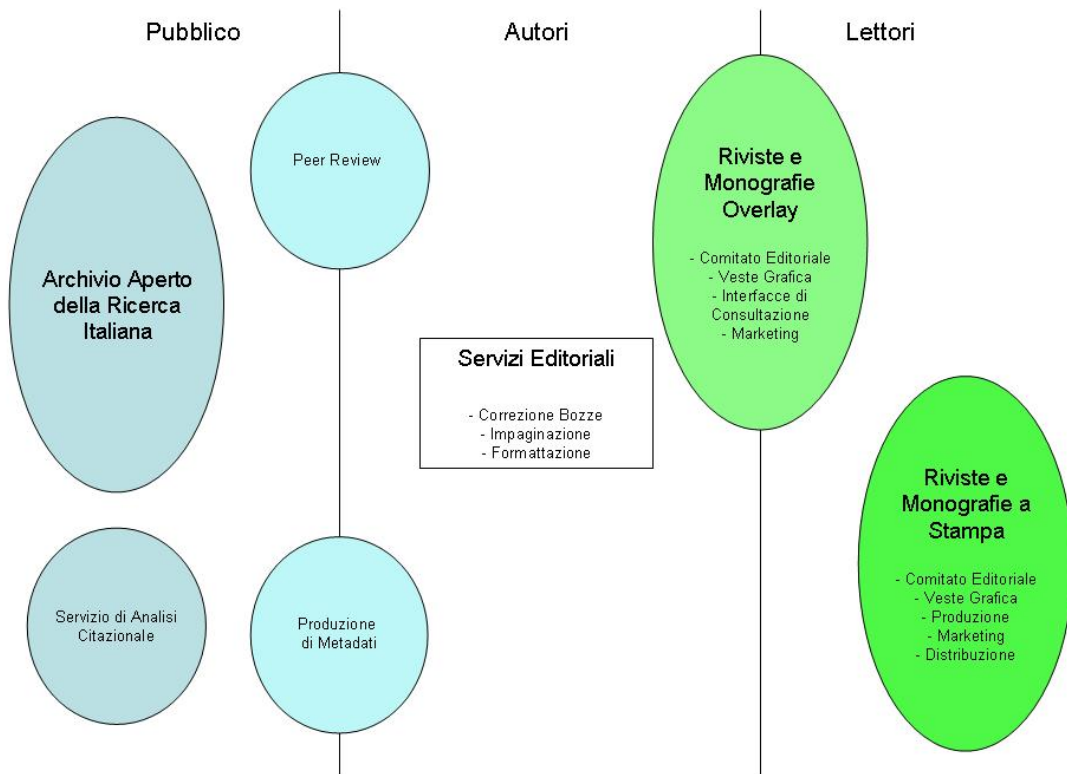 Pubblico
Autori
Lettori
Peer Review
Archivio Aperto
della Ricerca
Italiana
Servizio di Analisi
Citazionale
Produzione
di Metadati
Servizi Editoriali
- Correzione Bozze
- Impaginazione
- Formattazione
Riviste e
Monografie
Overlay
- Comitato Editoriale
- Veste Grafica
- Interfacce di
Consultazione
- Marketing
Riviste e
Monografie a
Stampa
- Comitato Editoriale
- Veste Grafica
- Produzione
- Marketing
- Distribuzione